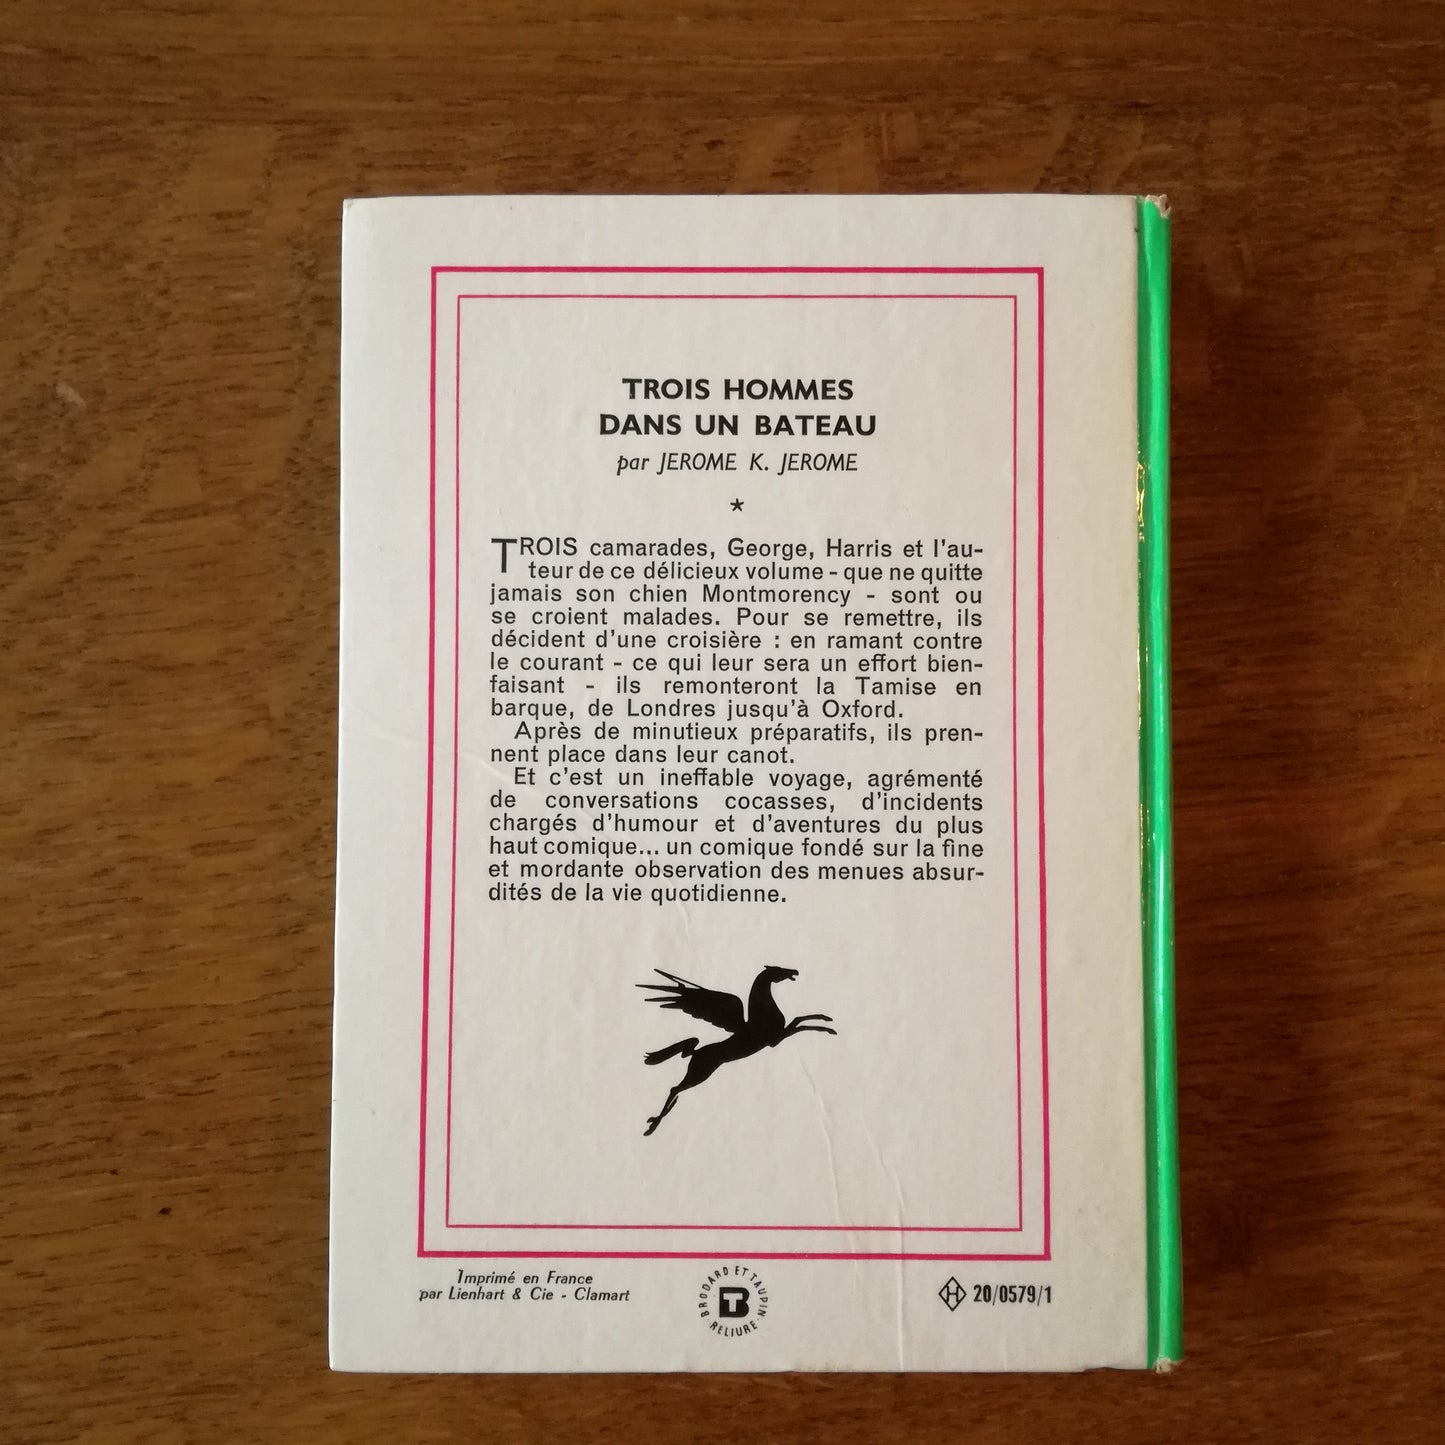 TROIS HOMMES
DANS UN BATEAU
par JEROME K. JEROME
*
TROIS camarades, George, Harris et l'au-
teur de ce délicieux volume - que ne quitte
jamais son chien Montmorency - sont ou
se croient malades. Pour se remettre, ils
décident d'une croisière : en ramant contre
le courant - ce qui leur sera un effort bien-
faisant - ils remonteront la Tamise en
barque, de Londres jusqu'à Oxford.
Après de minutieux préparatifs, ils pren-
nent place dans leur canot.
Et c'est un ineffable voyage, agrémenté
de conversations cocasses, d'incidents
chargés d'humour et d'aventures du plus
haut comique... un comique fondé sur la fine
et mordante observation des menues absur-
dités de la vie quotidienne.
Imprimé en France
par Lienhart & Cie - Clamart
BRODARD ET TAUPIN
BT
RELIURE
H 20/0579/1